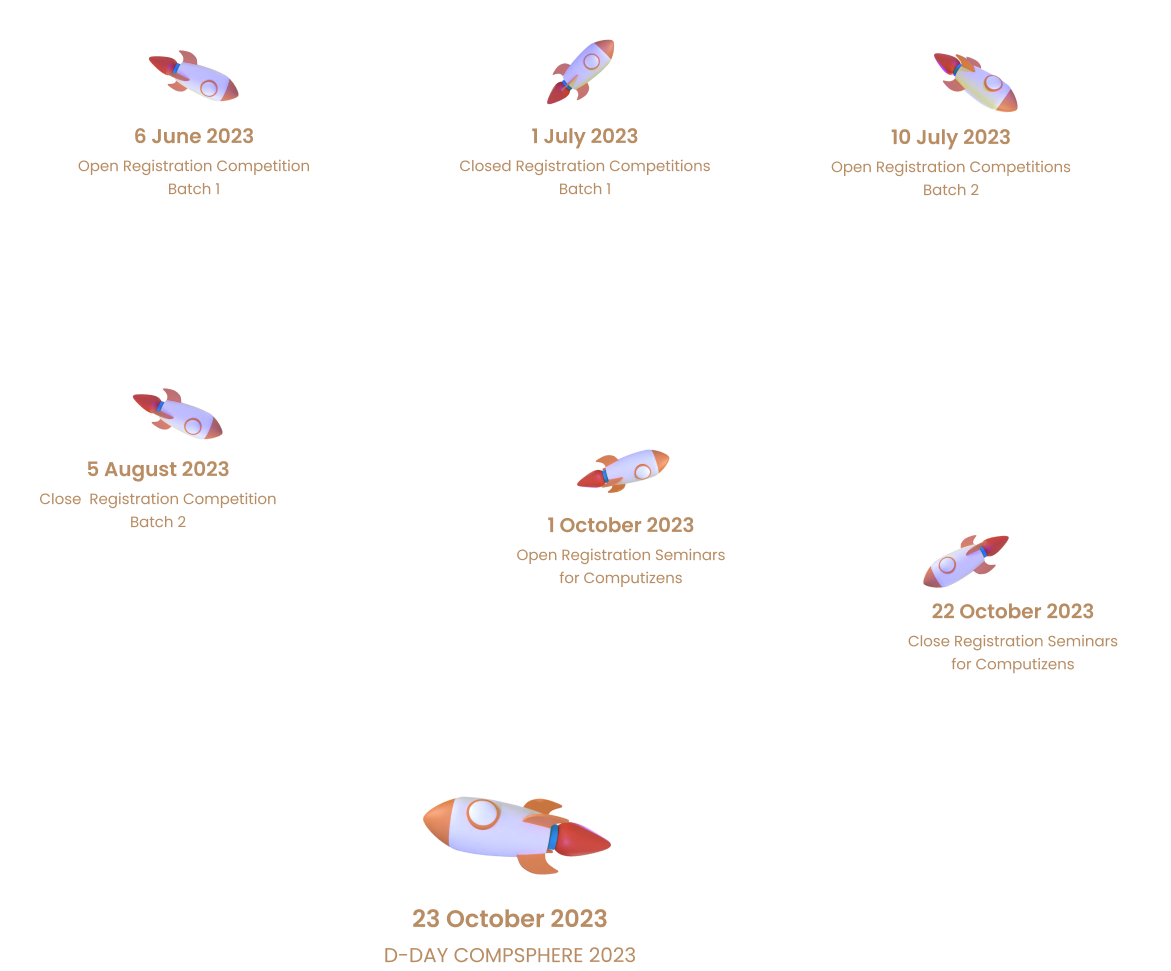 6 June 2023
Open Registration Competition
Batch 1
1 July 2023
Closed Registration Competitions
Batch 1
10 July 2023
Open Registration Competitions
Batch 2
5 August 2023
Close  Registration Competition
Batch 2
1 October 2023
Open Registration Seminars
for Computizens
22 October 2023
Close Registration Seminars
for Computizens
23 October 2023
D-DAY COMPSPHERE 2023